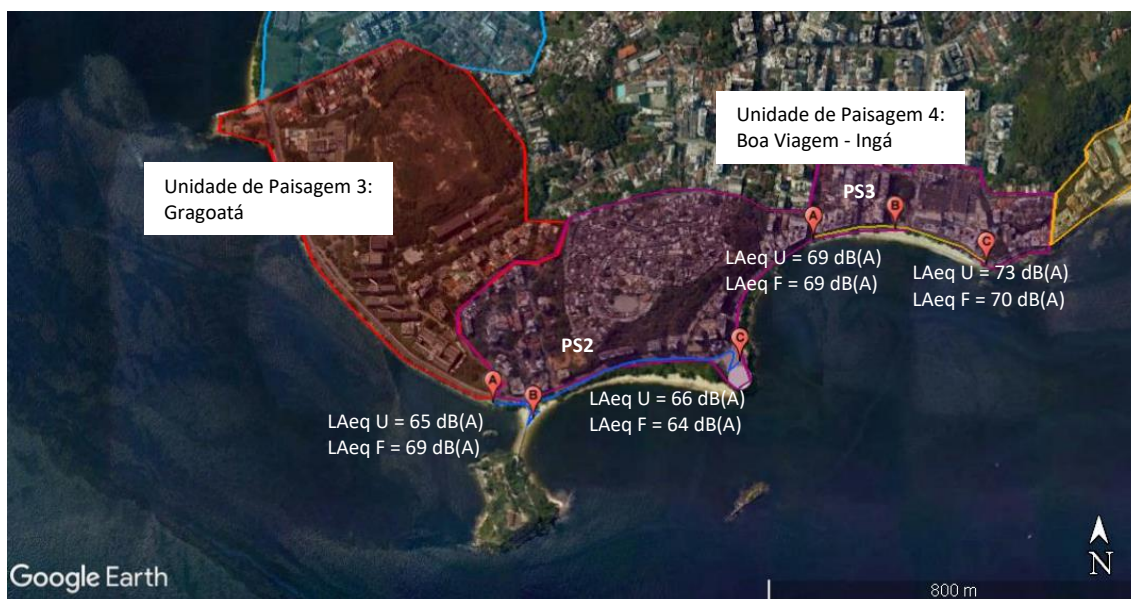 Unidade de Paisagem 4:
Boa Viagem - Ingá
Unidade de Paisagem 3:
Gragoatá
PS3
A
B
C
LAeq U = 69 dB(A)
LAeq F = 69 dB(A)
LAeq U = 73 dB(A)
LAeq F = 70 dB(A)
PS2
A
B
C
LAeq U = 65 dB(A)
LAeq F = 69 dB(A)
LAeq U = 66 dB(A)
LAeq F = 64 dB(A)
N
Google Earth
800 m